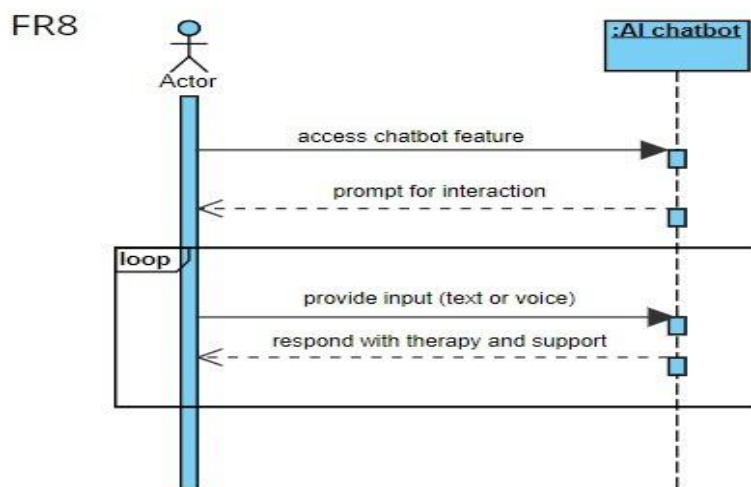 FR8
:AI chatbot
Actor
access chatbot feature
prompt for interaction
loop
provide input (text or voice)
respond with therapy and support